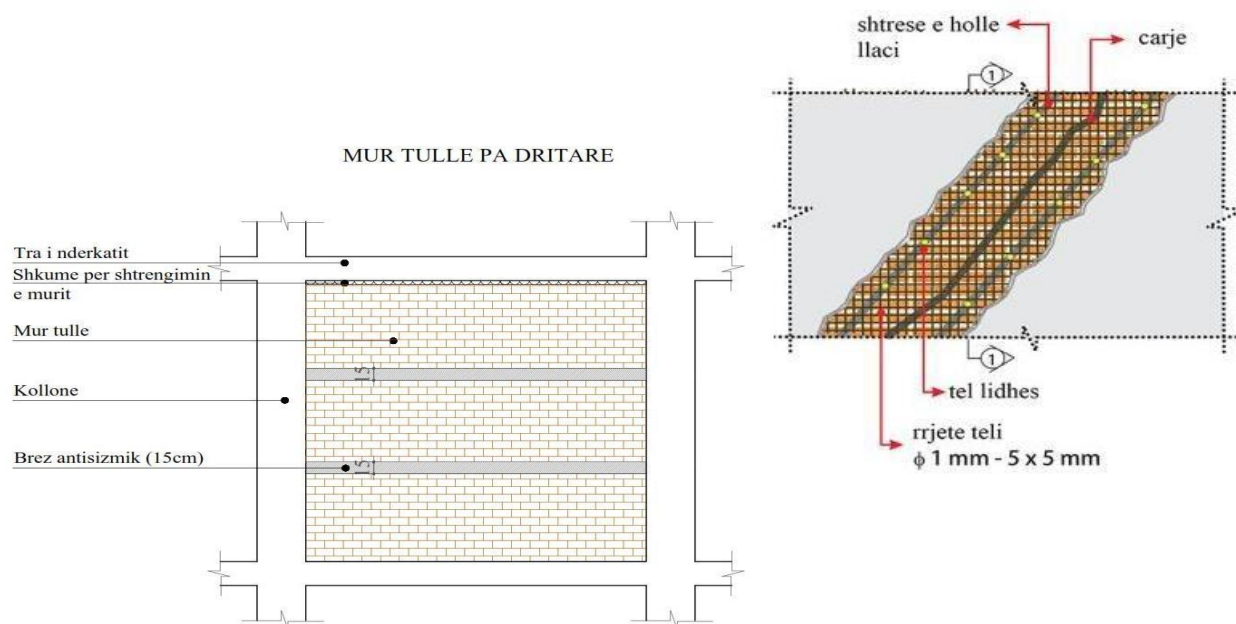 MUR TULLE PA DRITARE
Tra i nderkatit
Shkume per shtrengimin
e murit
Mur tulle
15
Kollone
Brez antisizmik (15cm)
15
shtrese e holle
llaci
carje
1
1
tel lidhes
rrjete teli
ϕ 1 mm - 5 x 5 mm